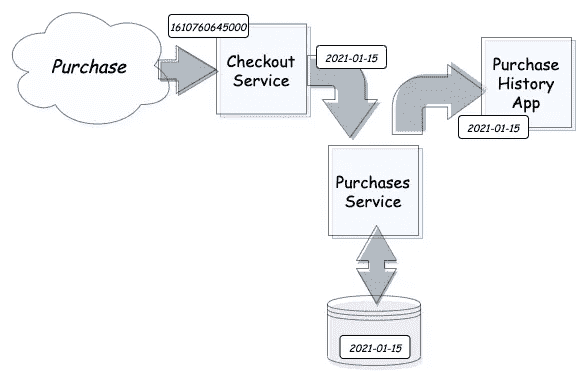 Purchase
1610760645000
Checkout
Service
2021-01-15
Purchase
History
App
2021-01-15
Purchases
Service
2021-01-15